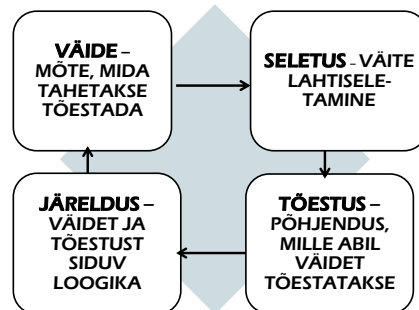 VÄIDE –
MÕTE, MIDA
TAHETAKSE
TÕESTADA
SELETUS – VÄITE
LAHTISELE-
TAMINE
JÄRELDUS –
VÄIDET JA
TÕESTUST
SIDUV
LOOGIKA
TÕESTUS –
PÕHJENDUS,
MILLE ABIL
VÄIDET
TÕESTATAKSE